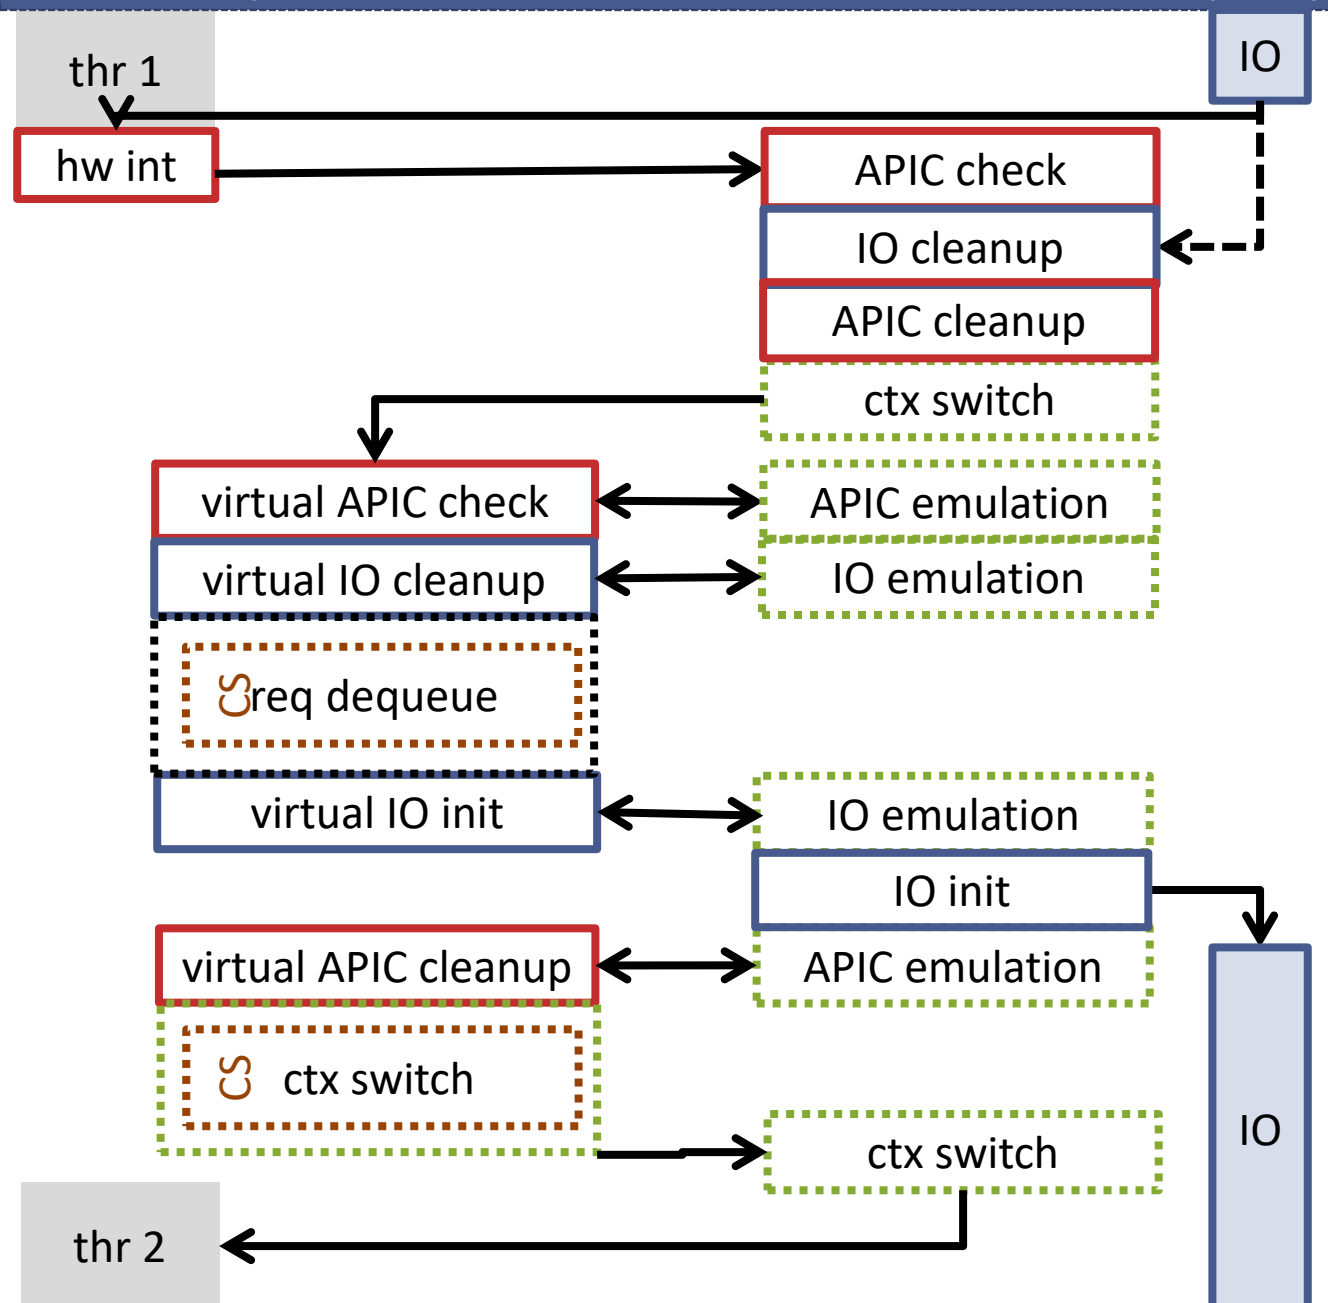 thr 1
IO
hw int
APIC check
IO cleanup
APIC cleanup
ctx switch
virtual APIC check
APIC emulation
virtual IO cleanup
IO emulation
CS req dequeue
virtual IO init
IO emulation
IO init
virtual APIC cleanup
APIC emulation
CS ctx switch
ctx switch
IO
thr 2